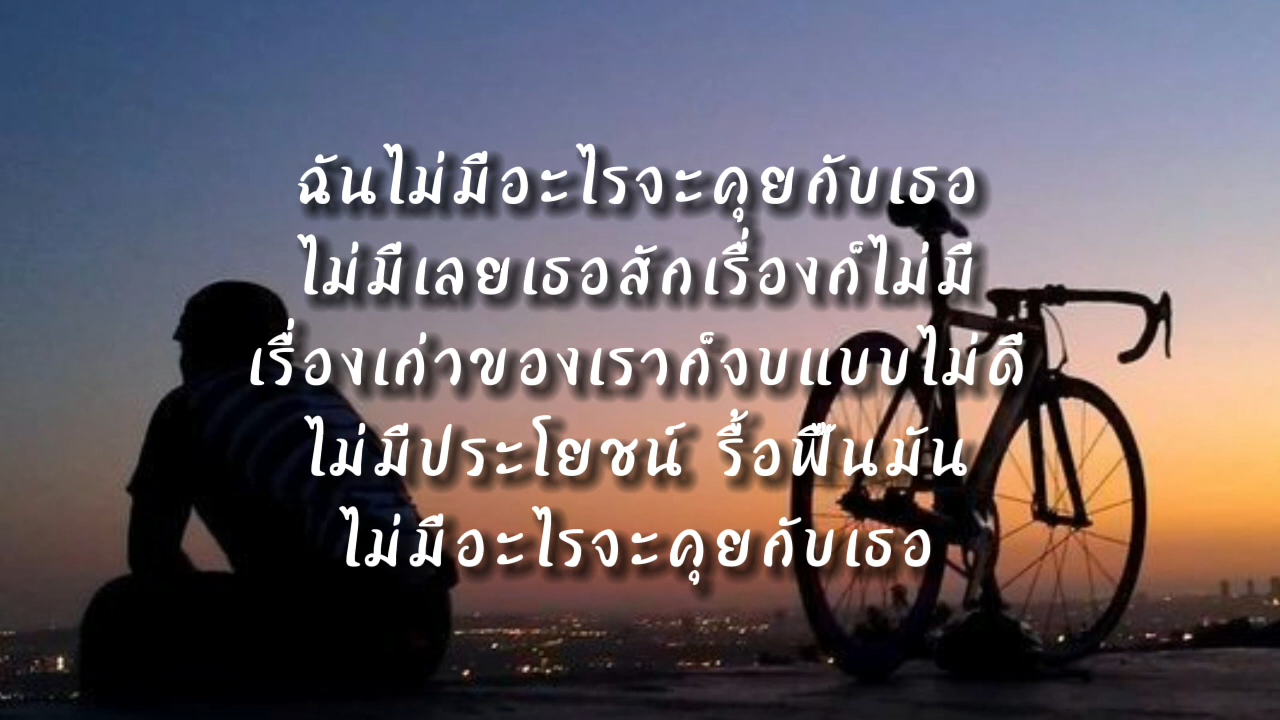 ฉันไม่มีอะไรจะคุยกับเธอ
ไม่มีเลยเธอสักเรื่องก็ไม่มี
เรื่องเก่าของเราก็จบแบบไม่ดี
ไม่มีประโยชน์ รื้อฟื้นมัน
ไม่มีอะไรจะคุยกับเธอ